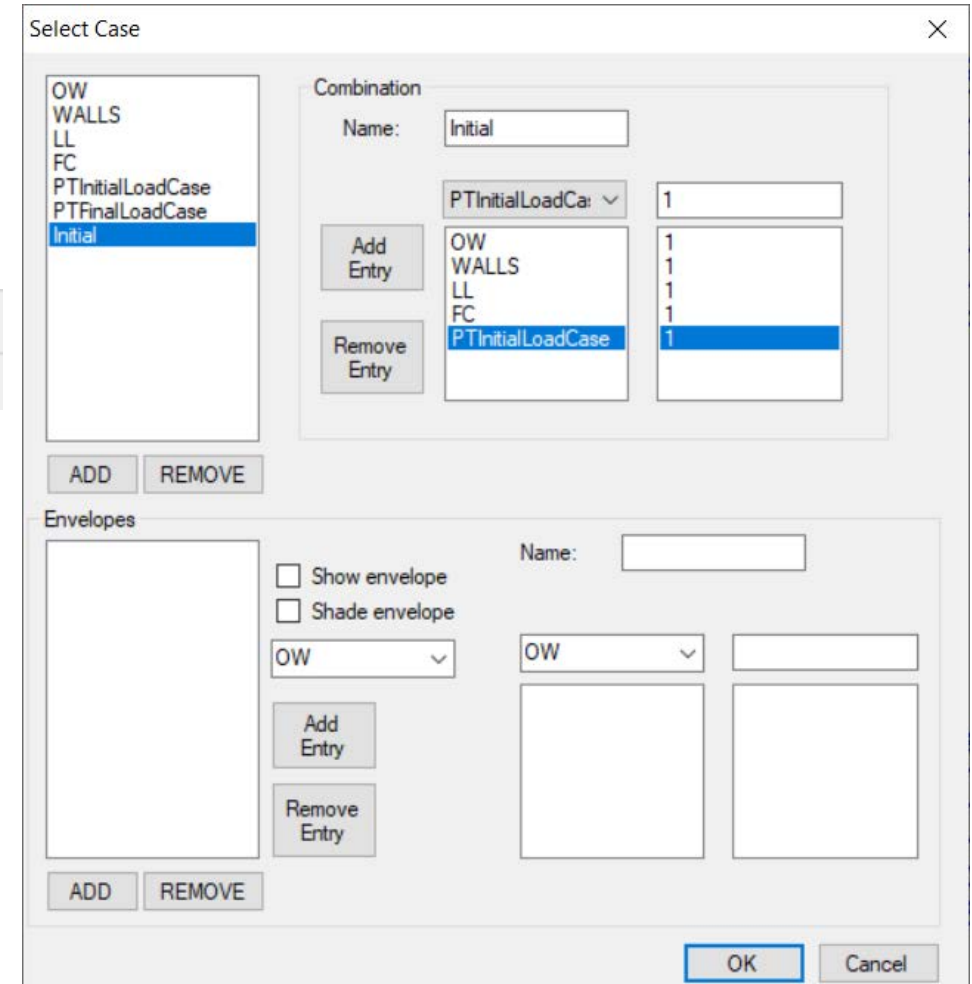 Select Case
OW
WALLS
LL
FC
PTInitialLoadCase
PTFinalLoadCase
Initial
ADD REMOVE
Combination
Name: Initial
PTInitialLoadCa: 1
Add Entry
Remove Entry
OW 1
WALLS 1
LL 1
FC 1
PTInitialLoadCase 1
Envelopes
Show envelope
Shade envelope
OW
Add Entry
Remove Entry
Name:
OW
ADD REMOVE
OK Cancel